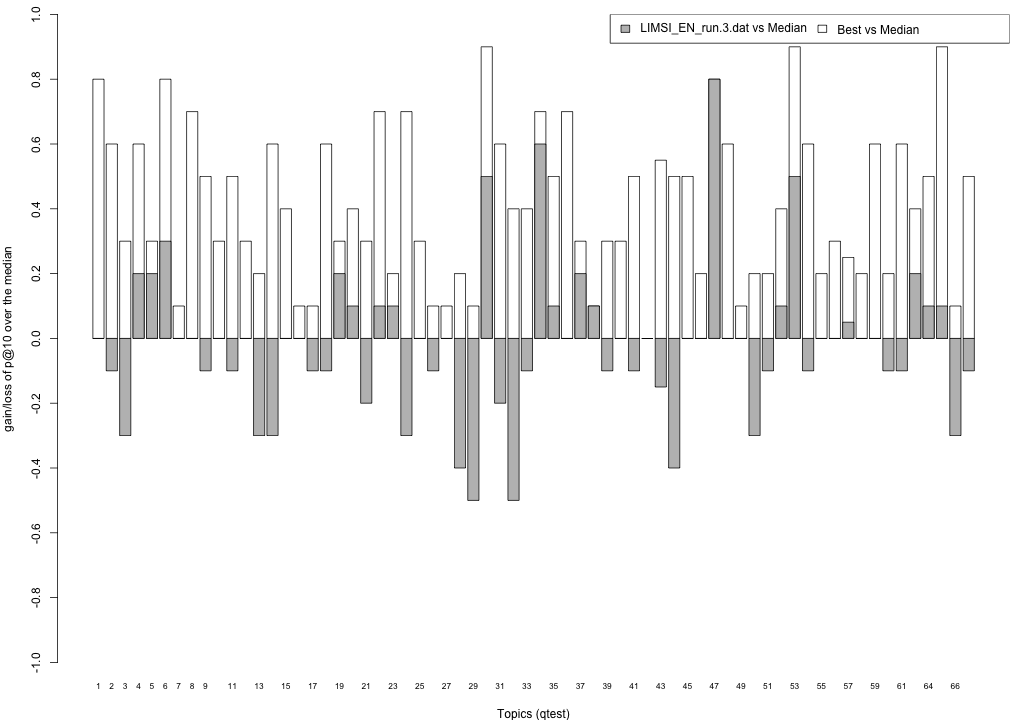 LIMSI_EN_run.3.dat vs Median Best vs Median
1.0
0.8
0.6
0.4
0.2
0.0
-0.2
-0.4
-0.6
-0.8
-1.0
gain/loss of p@10 over the median
1 2 3 4 5 6 7 8 9 11 13 15 17 19 21 23 25 27 29 31 33 35 37 39 41 43 45 47 49 51 53 55 57 59 61 64 66
Topics (qtest)